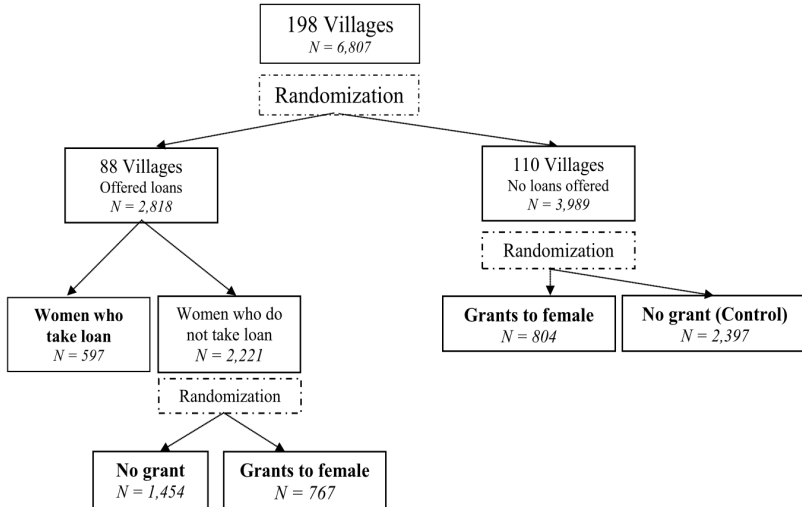 198 Villages
N = 6,807
Randomization
88 Villages
Offered loans
N = 2,818
110 Villages
No loans offered
N = 3,989
Randomization
Women who
take loan
N = 597
Women who do
not take loan
N = 2,221
Grants to female
N = 804
No grant (Control)
N = 2,397
Randomization
No grant
N = 1,454
Grants to female
N = 767